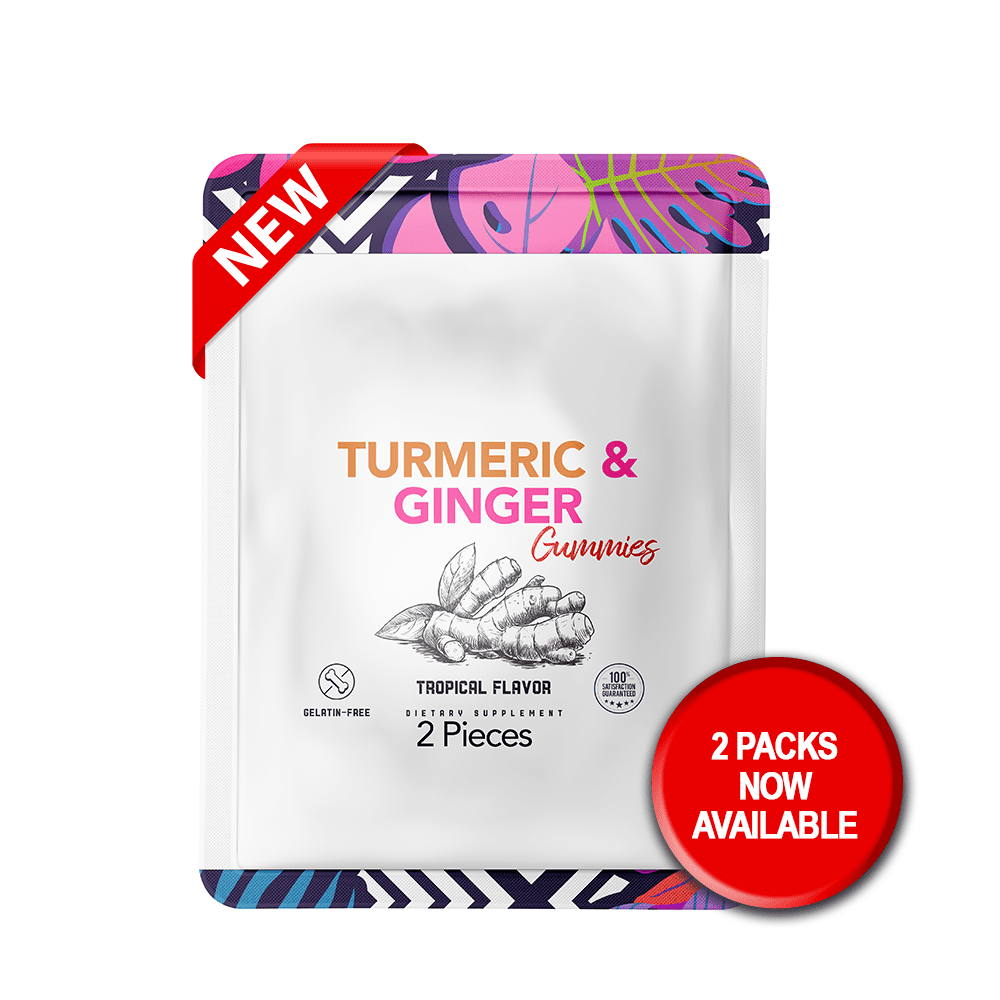 NEW
TURMERIC &
GINGER
Gummies
TROPICAL FLAVOR
100%
SATISFACTION
GUARANTEED
GELATIN-FREE
DIETARY SUPPLEMENT
2 Pieces
2 PACKS
NOW
AVAILABLE